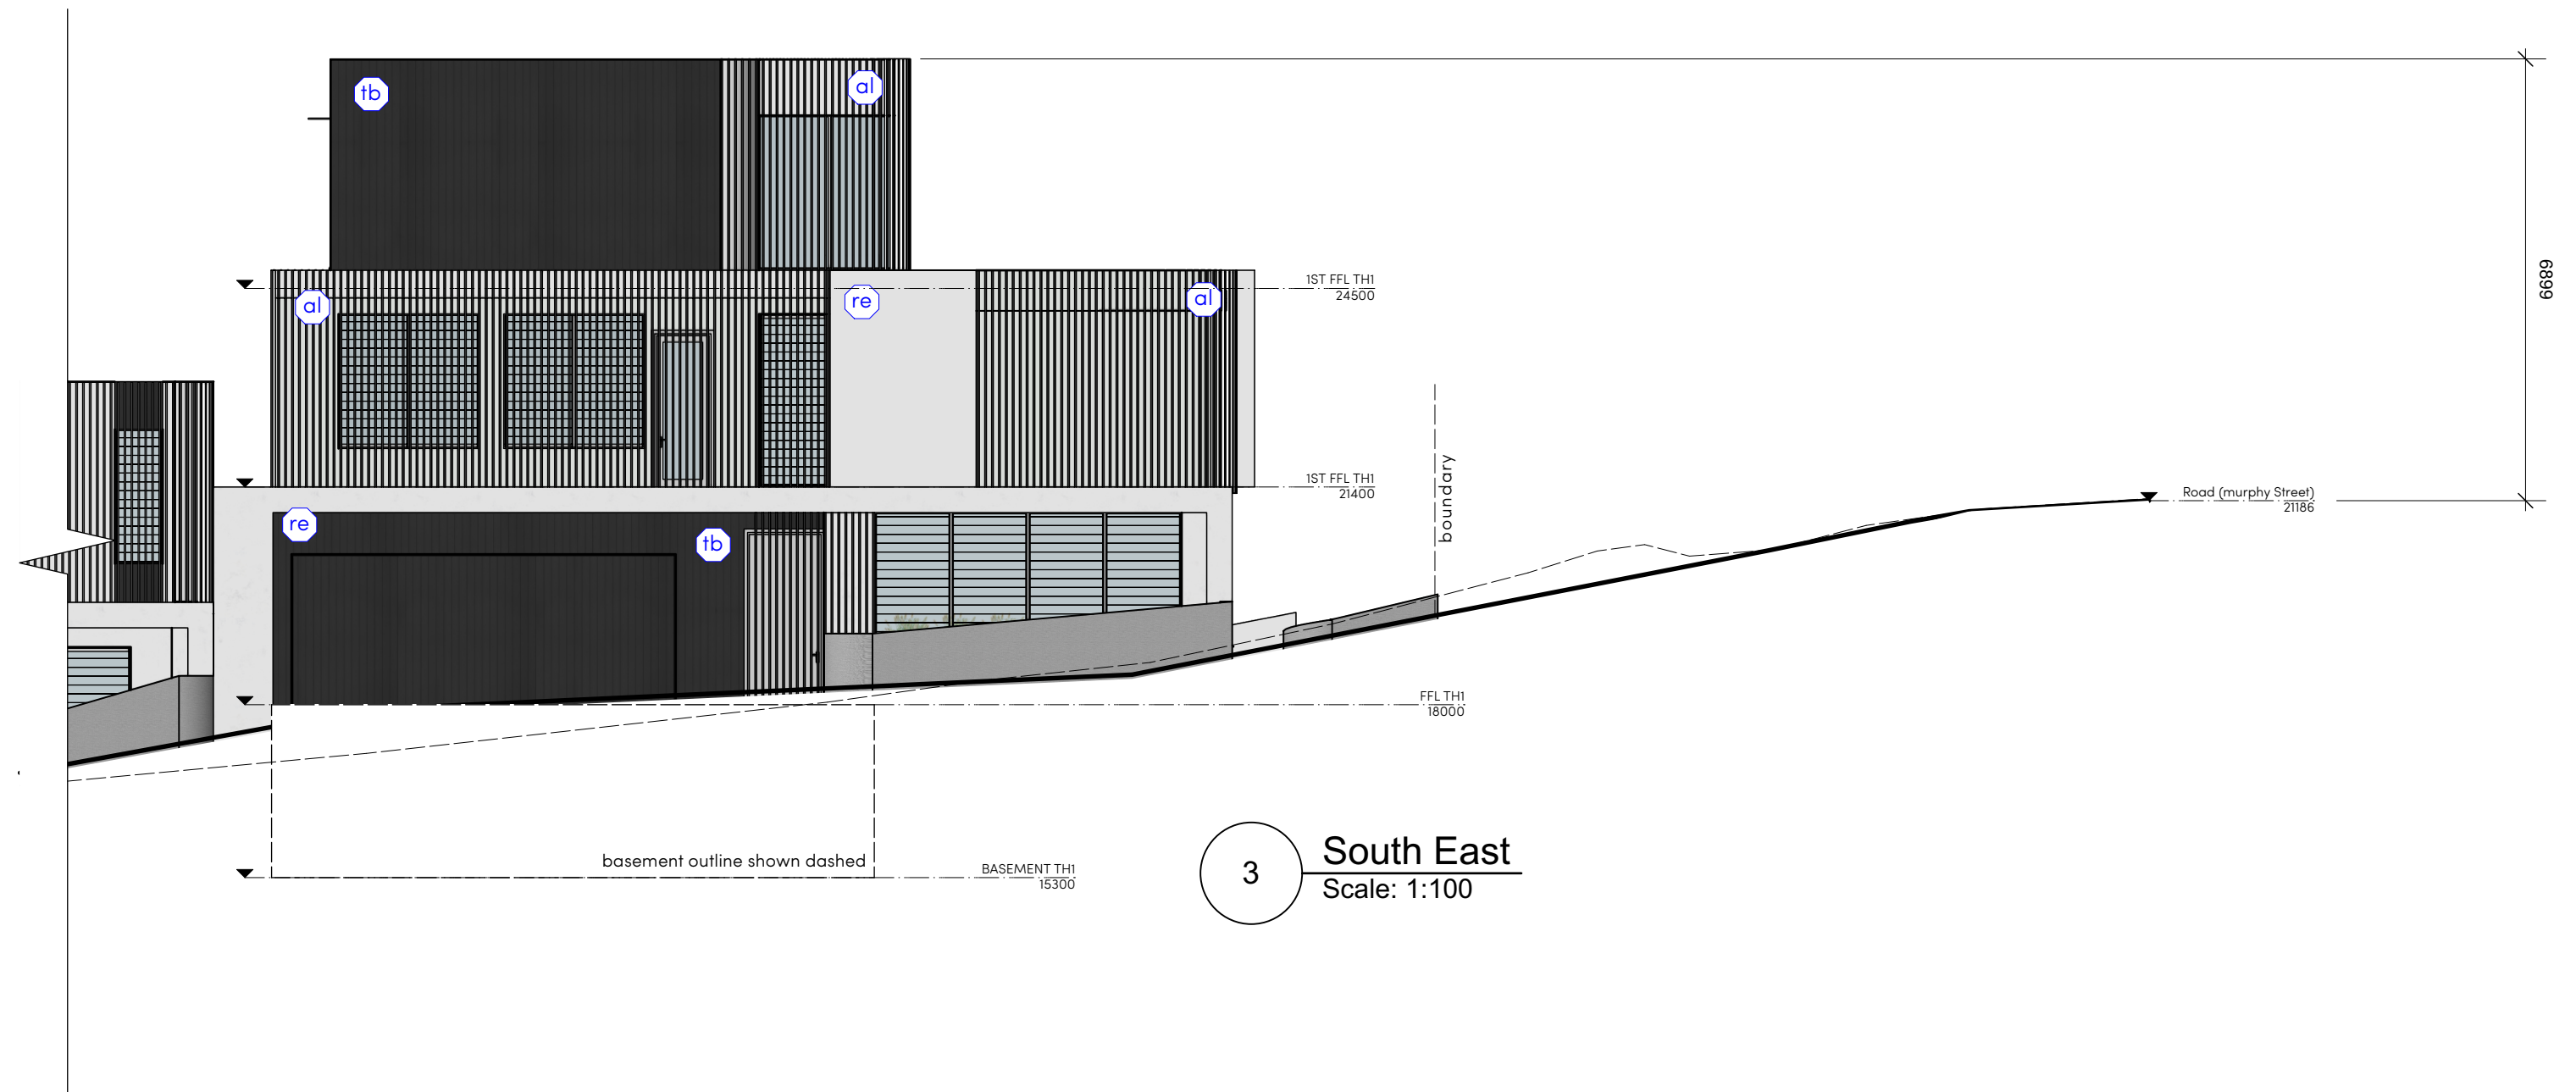 tb
al
1ST FFL TH1
24500
al
re
al
6899
boundary
1ST FFL TH1
21400
Road (murphy Street)
21186
re
tb
FFL TH1
18000
basement outline shown dashed
BASEMENT TH1
15300
3
South East
Scale: 1:100